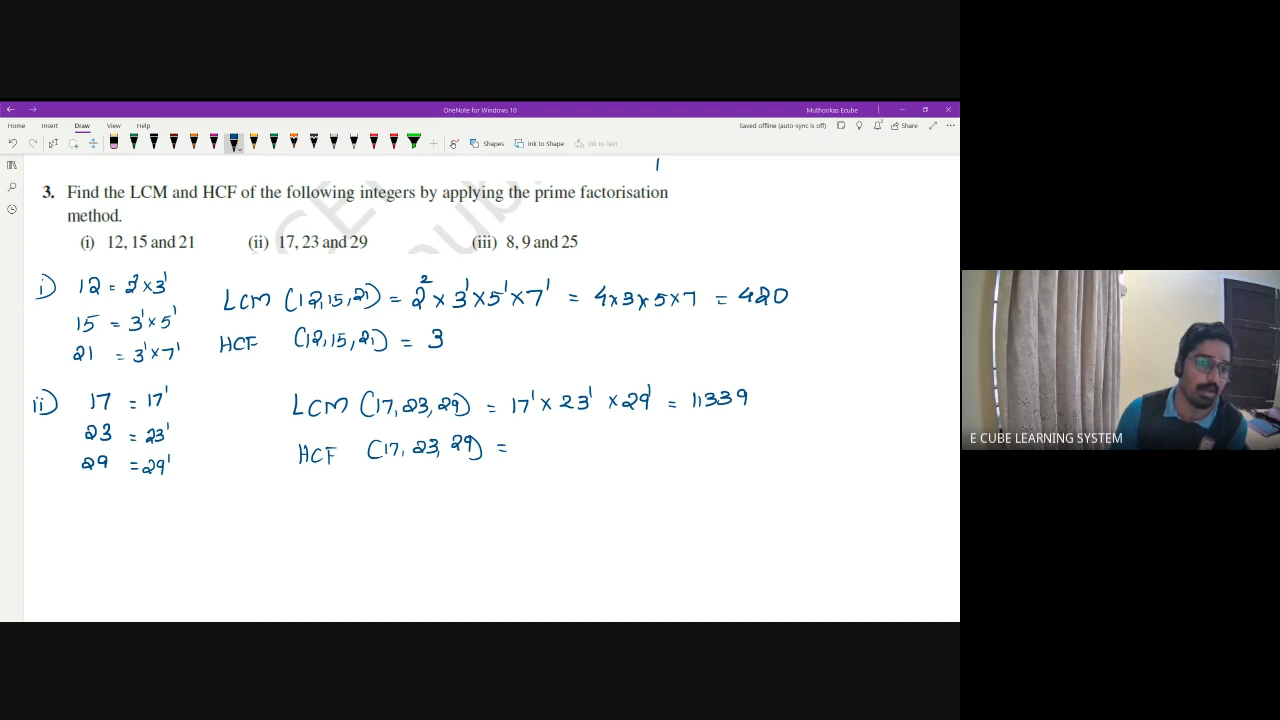 OneNote for Windows 10
Muthookas Ecube
Home Insert Draw View Help
Saved offline (auto-sync is off) Share
Shapes Ink to Shape Ink to Text
3. Find the LCM and HCF of the following integers by applying the prime factorisation
method.
(i) 12, 15 and 21 (ii) 17, 23 and 29 (iii) 8, 9 and 25
i) 12 = 2² × 3¹
15 = 3¹ × 5¹
21 = 3¹ × 7¹
LCM (12, 15, 21) = 2² × 3¹ × 5¹ × 7¹ = 4 × 3 × 5 × 7 = 420
HCF (12, 15, 21) = 3
ii) 17 = 17¹
23 = 23¹
29 = 29¹
LCM (17, 23, 29) = 17¹ × 23¹ × 29¹ = 11339
HCF (17, 23, 29) =
E CUBE LEARNING SYSTEM